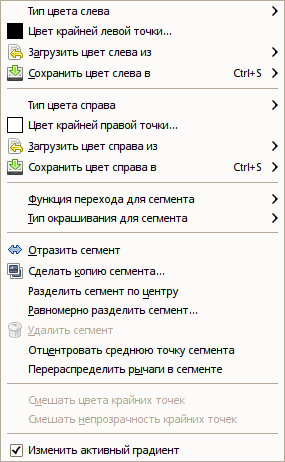 Тип цвета слева
Цвет крайней левой точки...
Загрузить цвет слева из
Сохранить цвет слева в Ctrl+S
Тип цвета справа
Цвет крайней правой точки...
Загрузить цвет справа из
Сохранить цвет справа в Ctrl+S
Функция перехода для сегмента
Тип окрашивания для сегмента
Отразить сегмент
Сделать копию сегмента...
Разделить сегмент по центру
Равномерно разделить сегмент...
Удалить сегмент
Отцентровать среднюю точку сегмента
Перераспределить рычаги в сегменте
Смешать цвета крайних точек
Смешать непрозрачность крайних точек
Изменить активный градиент